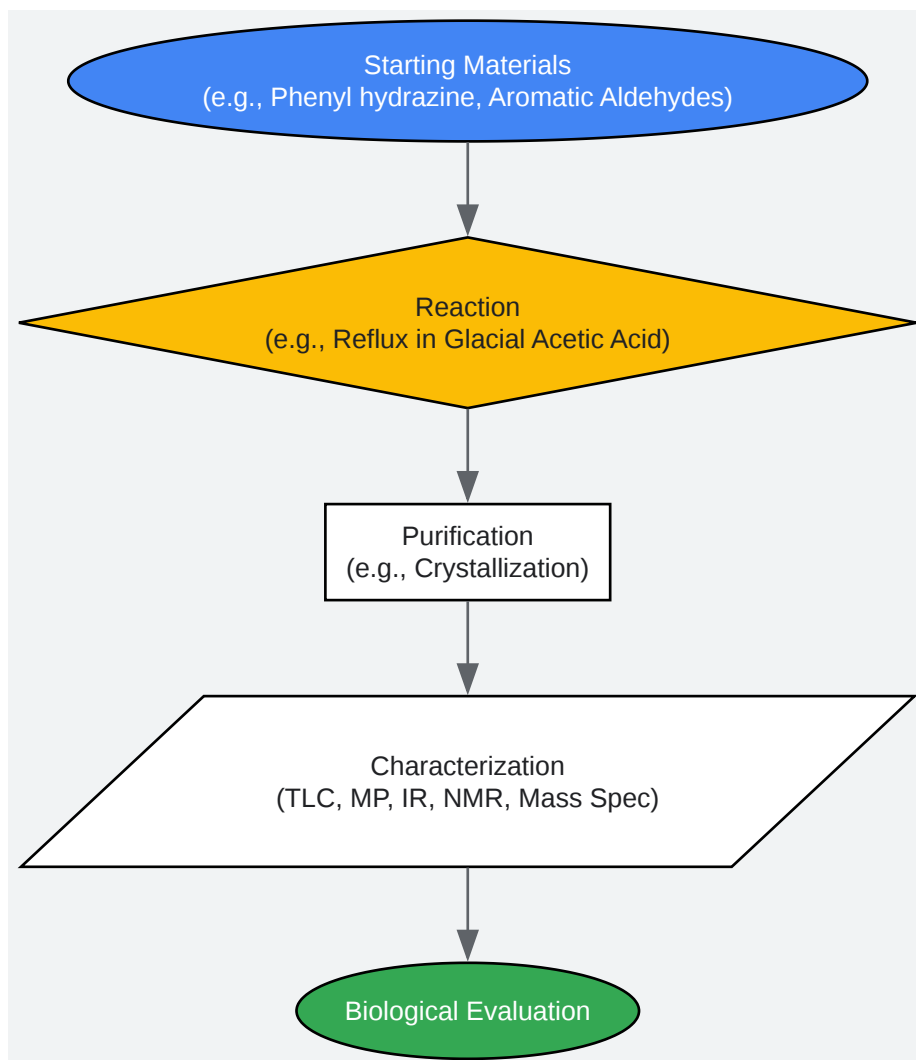 Starting Materials
(e.g., Phenyl hydrazine, Aromatic Aldehydes)
Reaction
(e.g., Reflux in Glacial Acetic Acid)
Purification
(e.g., Crystallization)
Characterization
(TLC, MP, IR, NMR, Mass Spec)
Biological Evaluation